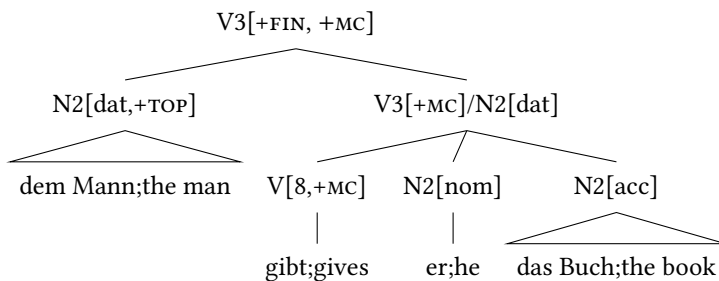 V3[+FIN, +MC]
N2[dat,+TOP] V3[+MC]/N2[dat]
dem Mann;the man V[8,+MC] N2[nom] N2[acc]
gibt;gives er;he das Buch;the book